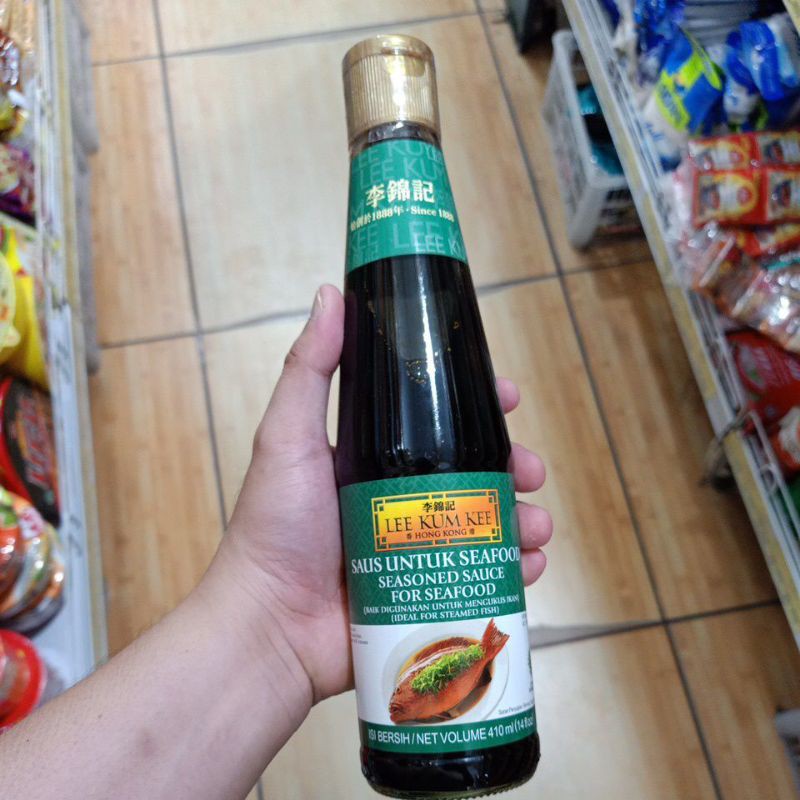 李錦記
始創於1888年 · Since 1888
李錦記
LEE KUM KEE
香 HONG KONG 港
SAUS UNTUK SEAFOOD
SEASONED SAUCE
FOR SEAFOOD
(BAIK DIGUNAKAN UNTUK MENGUKUS IKAN)
(IDEAL FOR STEAMED FISH)
ISI BERSIH / NET VOLUME 410 ml (14 fl oz)